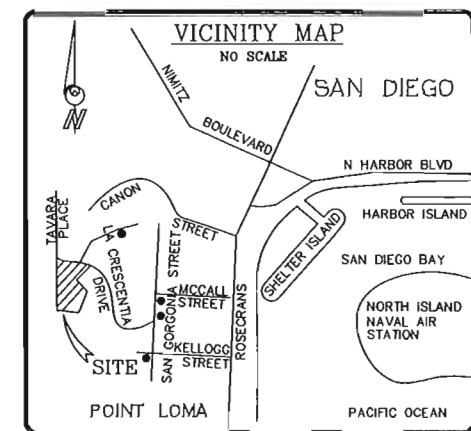 VICINITY MAP
NO SCALE
NIMITZ
BOULEVARD
SAN DIEGO
N
N HARBOR BLVD
HARBOR ISLAND
CANON
STREET
TAVARA
PLACE
LA CRESCENTIA
DRIVE
SAN GORGONIA STREET
SHELTER ISLAND
SAN DIEGO BAY
MCCALL
STREET
ROSECRANS
NORTH ISLAND
NAVAL AIR
STATION
KELLOGG
STREET
SITE
POINT LOMA
PACIFIC OCEAN